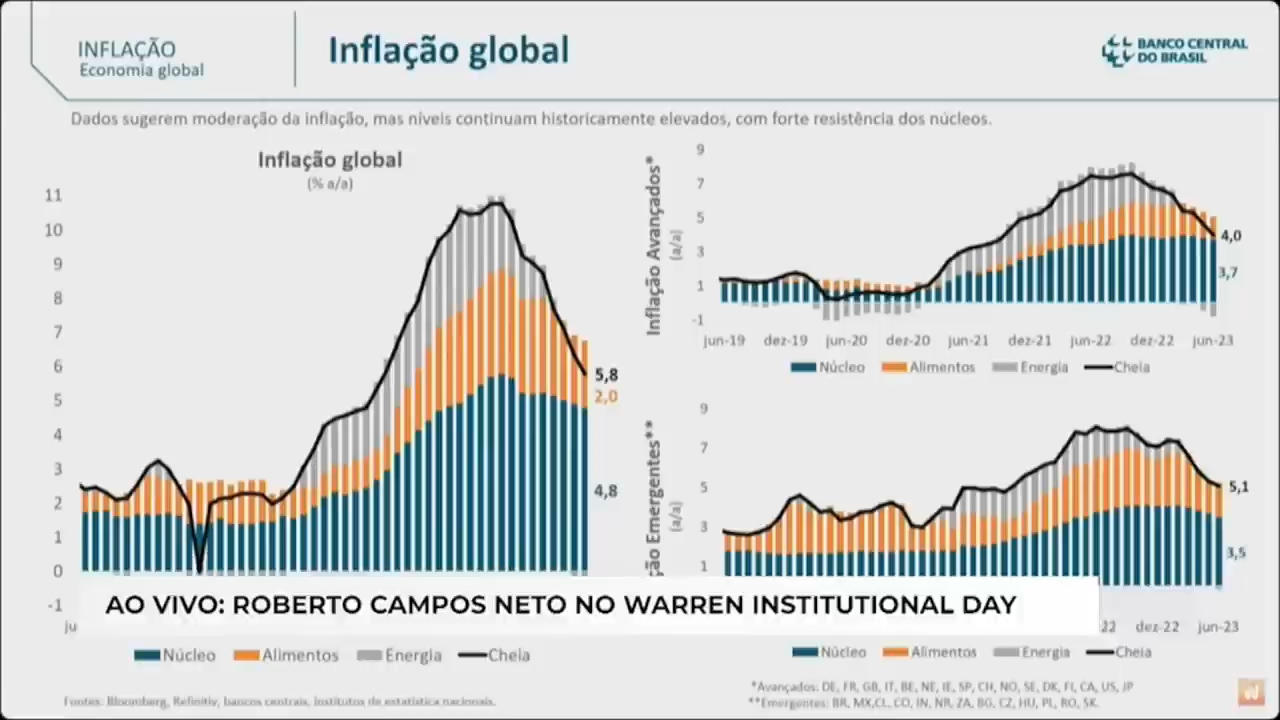 INFLAÇÃO
Economia global
Inflação global
BANCO CENTRAL
DO BRASIL
Dados sugerem moderação da inflação, mas níveis continuam historicamente elevados, com forte resistência dos núcleos.
Inflação global
(% a/a)
11
10
9
8
7
6
5
4
3
2
1
0
-1
5,8
2,0
4,8
ju
Núcleo Alimentos Energia Cheia
Fontes: Bloomberg, Refinitiv, bancos centrais, institutos de estatística nacionais.
Inflação Avançados*
(a/a)
9
7
5
3
1
-1
4,0
3,7
jun-19 dez-19 jun-20 dez-20 jun-21 dez-21 jun-22 dez-22 jun-23
Núcleo Alimentos Energia Cheia
ção Emergentes**
(a/a)
9
7
5
3
1
5,1
3,5
22 dez-22 jun-23
Núcleo Alimentos Energia Cheia
AO VIVO: ROBERTO CAMPOS NETO NO WARREN INSTITUTIONAL DAY
*Avançados: DE, FR, GB, IT, BE, NE, IE, SP, CH, NO, SE, DK, FI, CA, US, JP
**Emergentes: BR, MX,CL, CO, IN, NR, ZA, BG, CZ, HU, PL, RO, SK.